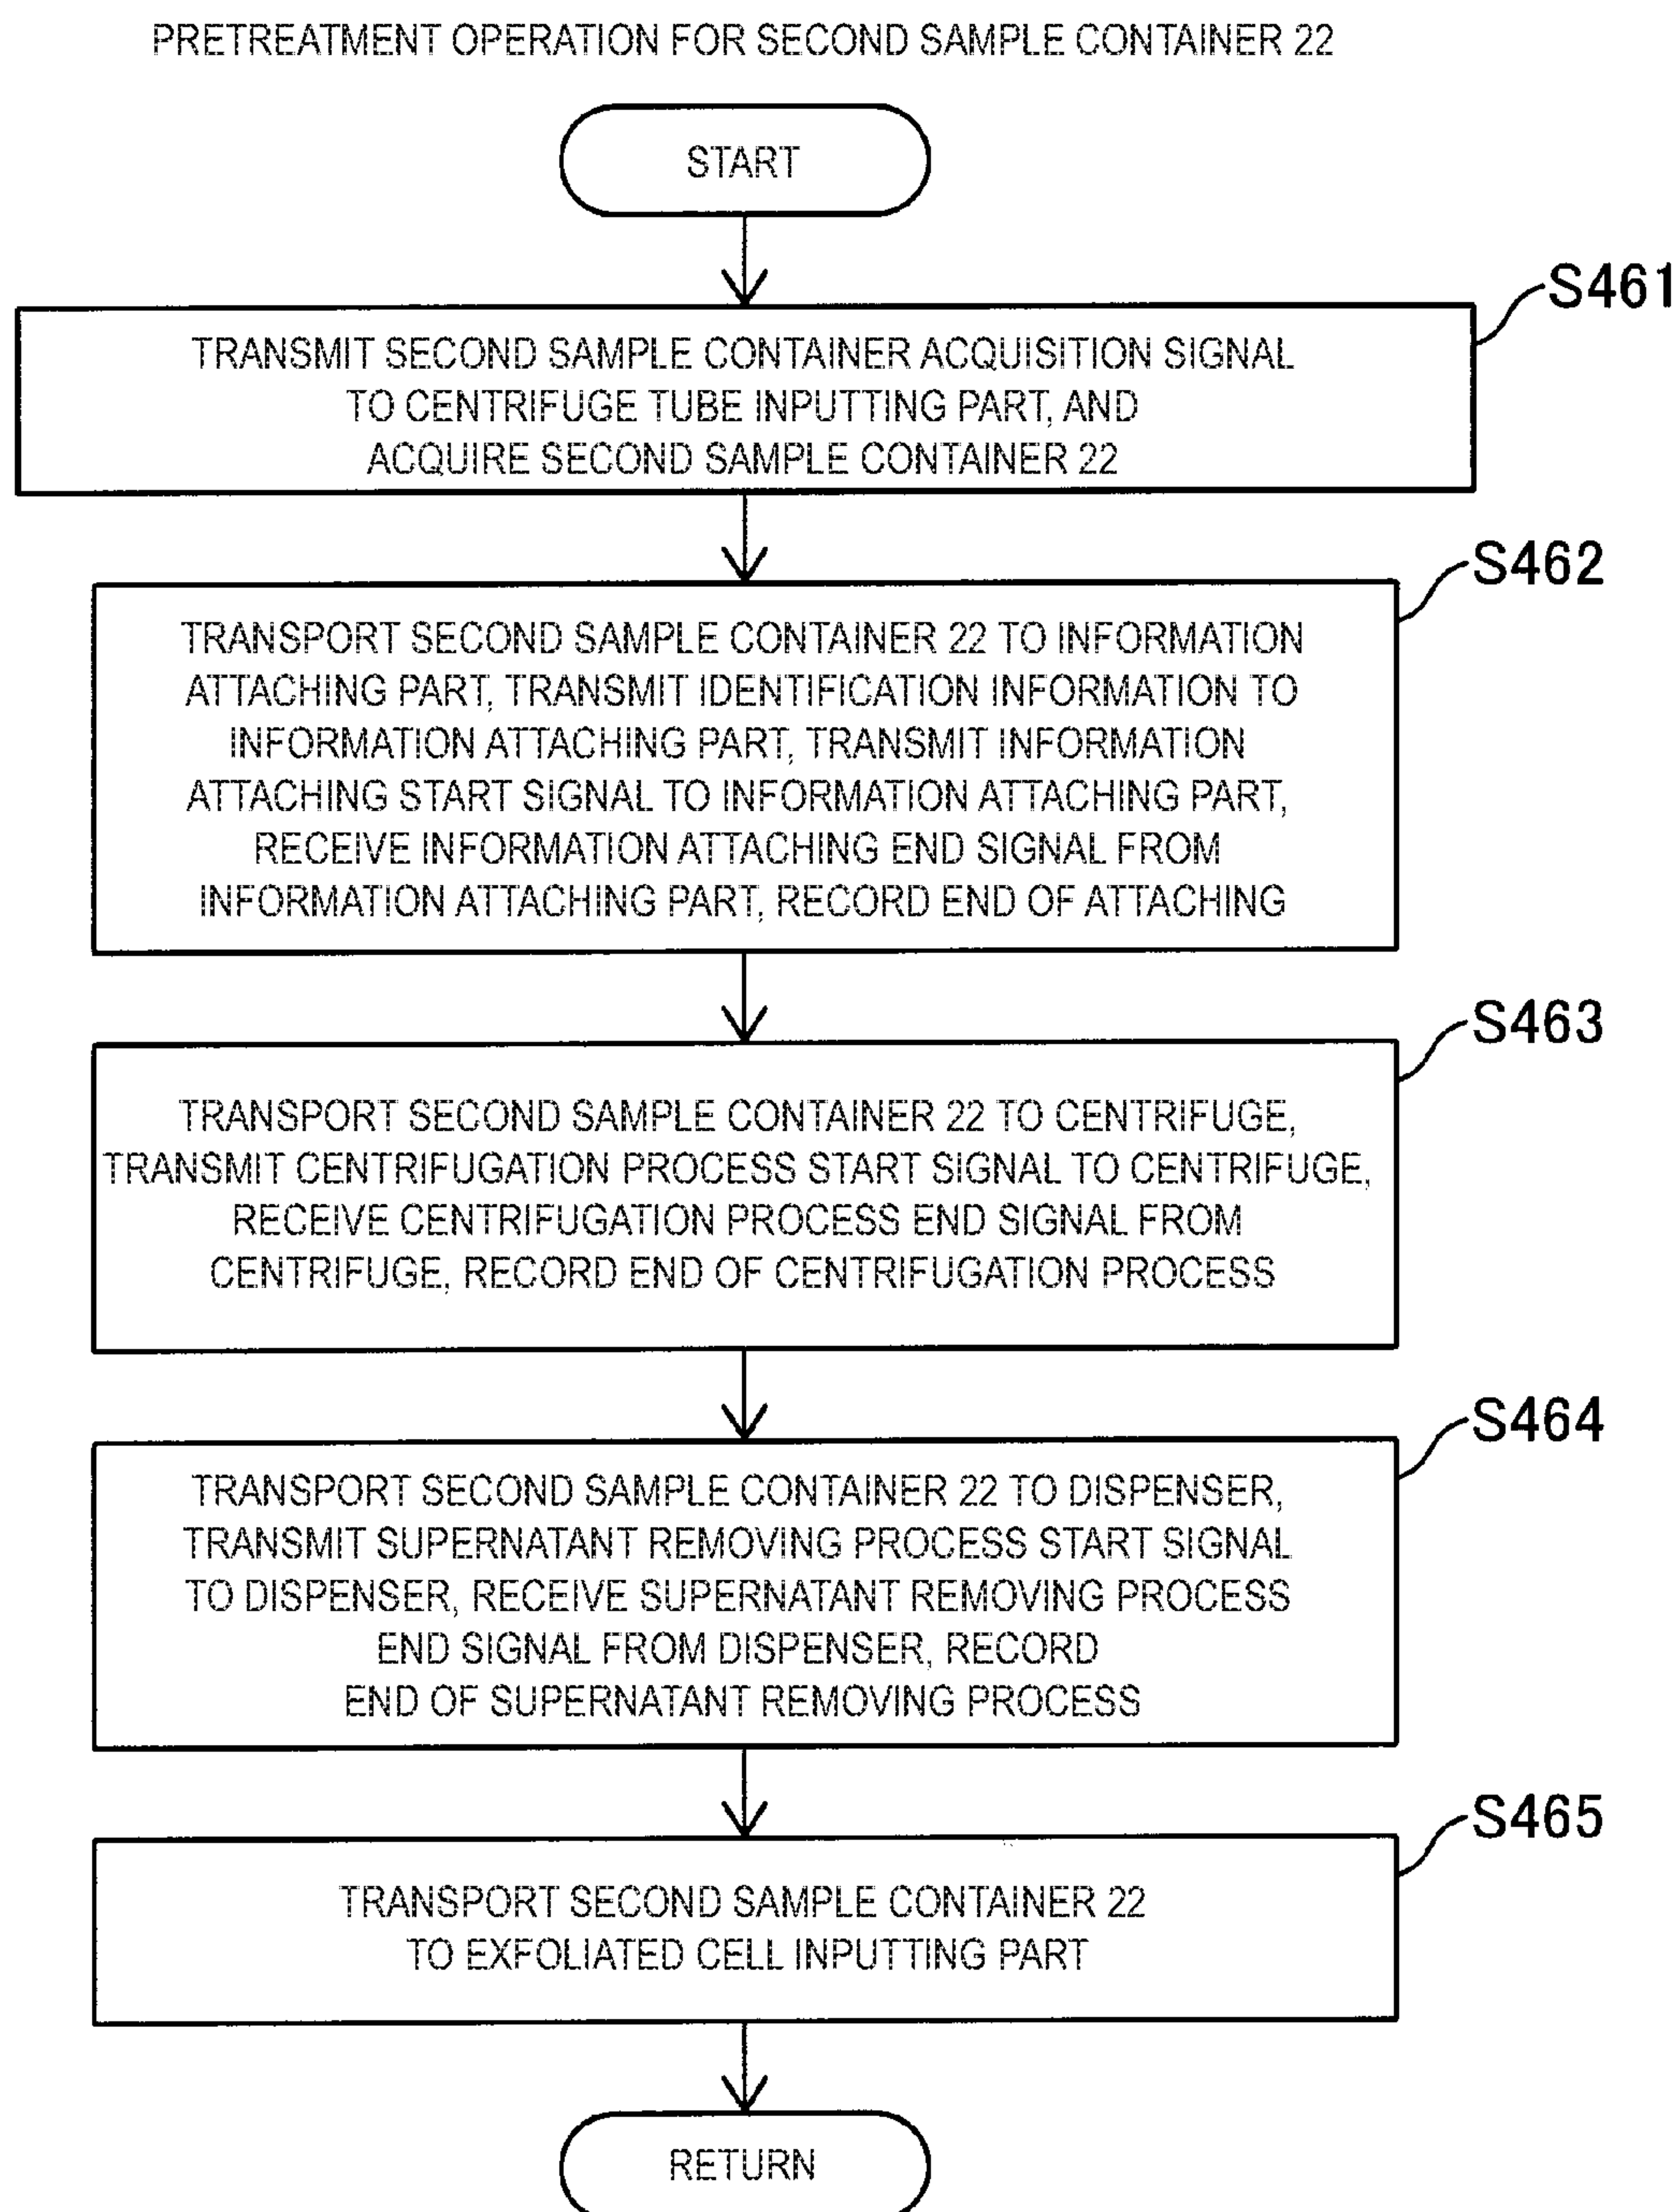 PRETREATMENT OPERATION FOR SECOND SAMPLE CONTAINER 22
START
S461
TRANSMIT SECOND SAMPLE CONTAINER ACQUISITION SIGNAL
TO CENTRIFUGE TUBE INPUTTING PART, AND
ACQUIRE SECOND SAMPLE CONTAINER 22
S462
TRANSPORT SECOND SAMPLE CONTAINER 22 TO INFORMATION
ATTACHING PART, TRANSMIT IDENTIFICATION INFORMATION TO
INFORMATION ATTACHING PART, TRANSMIT INFORMATION
ATTACHING START SIGNAL TO INFORMATION ATTACHING PART,
RECEIVE INFORMATION ATTACHING END SIGNAL FROM
INFORMATION ATTACHING PART, RECORD END OF ATTACHING
S463
TRANSPORT SECOND SAMPLE CONTAINER 22 TO CENTRIFUGE,
TRANSMIT CENTRIFUGATION PROCESS START SIGNAL TO CENTRIFUGE,
RECEIVE CENTRIFUGATION PROCESS END SIGNAL FROM
CENTRIFUGE, RECORD END OF CENTRIFUGATION PROCESS
S464
TRANSPORT SECOND SAMPLE CONTAINER 22 TO DISPENSER,
TRANSMIT SUPERNATANT REMOVING PROCESS START SIGNAL
TO DISPENSER, RECEIVE SUPERNATANT REMOVING PROCESS
END SIGNAL FROM DISPENSER, RECORD
END OF SUPERNATANT REMOVING PROCESS
S465
TRANSPORT SECOND SAMPLE CONTAINER 22
TO EXFOLIATED CELL INPUTTING PART
RETURN